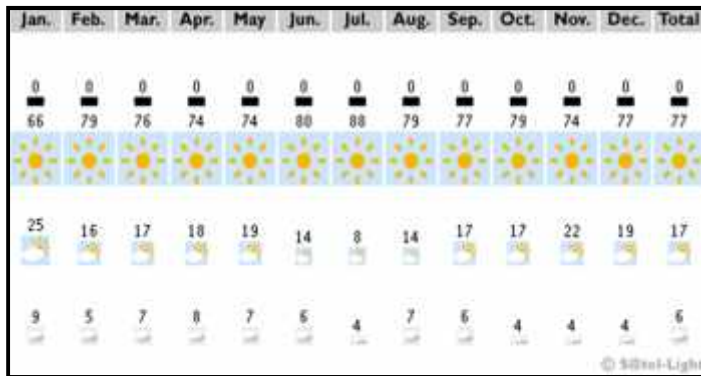 Jan. Feb. Mar. Apr. May Jun. Jul. Aug. Sep. Oct. Nov. Dec. Total
0 0 0 0 0 0 0 0 0 0 0 0 0
66 79 76 74 74 80 88 79 77 79 74 77 77
25 16 17 18 19 14 8 14 17 17 22 19 17
9 5 7 8 7 6 4 7 6 4 4 4 6